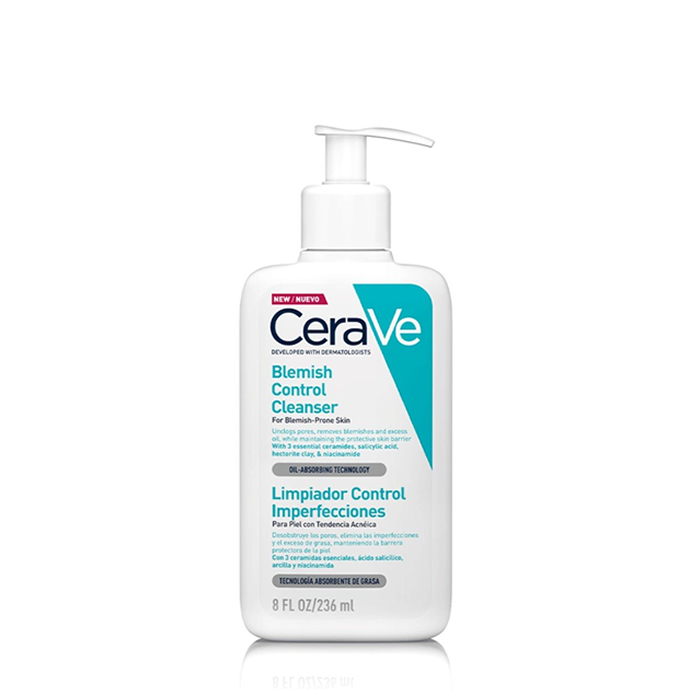 NEW / NUEVO
CeraVe
DEVELOPED WITH DERMATOLOGISTS
Blemish
Control
Cleanser
For Blemish-Prone Skin
Unclogs pores, removes blemishes and excess
oil, while maintaining the protective skin barrier
With 3 essential ceramides, salicylic acid,
hectorite clay, & niacinamide
OIL-ABSORBING TECHNOLOGY
Limpiador Control
Imperfecciones
Para Piel con Tendencia Acnéica
Desobstruye los poros, elimina las imperfecciones
y el exceso de grasa, manteniendo la barrera
protectora de la piel
Con 3 ceramidas esenciales, ácido salicílico,
arcilla y niacinamida
TECNOLOGÍA ABSORBENTE DE GRASA
8 FL OZ/236 ml